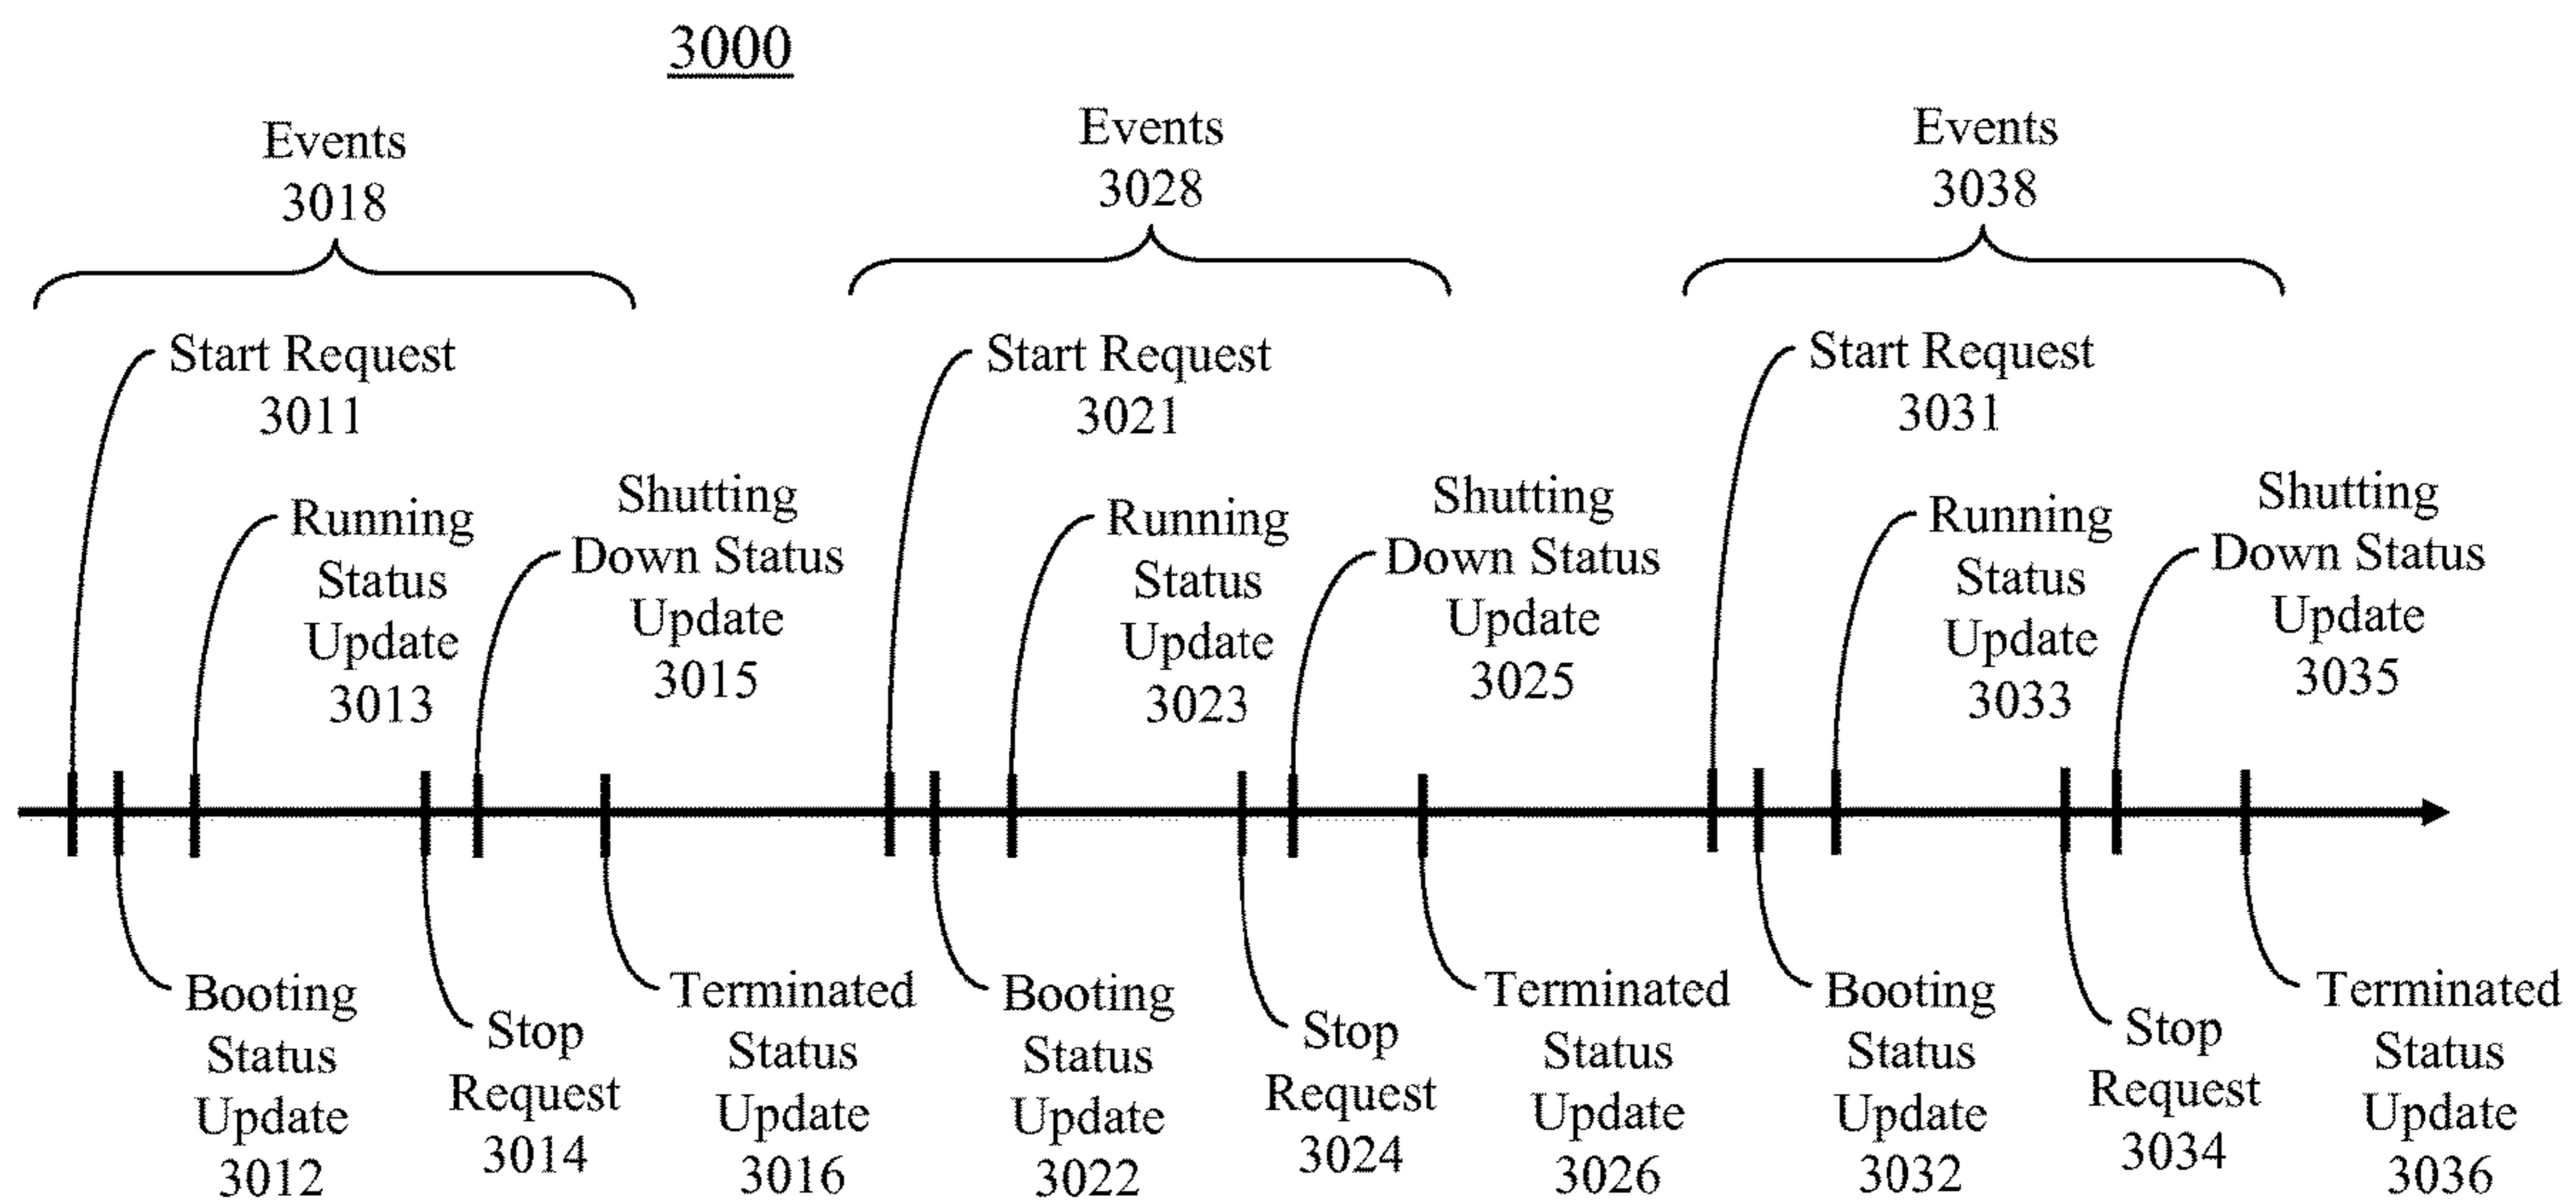 3000
Events
3018
Events
3028
Events
3038
Start Request
3011
Start Request
3021
Start Request
3031
Running
Status
Update
3013
Shutting
Down Status
Update
3015
Running
Status
Update
3023
Shutting
Down Status
Update
3025
Running
Status
Update
3033
Shutting
Down Status
Update
3035
Booting
Status
Update
3012
Stop
Request
3014
Terminated
Status
Update
3016
Booting
Status
Update
3022
Stop
Request
3024
Terminated
Status
Update
3026
Booting
Status
Update
3032
Stop
Request
3034
Terminated
Status
Update
3036